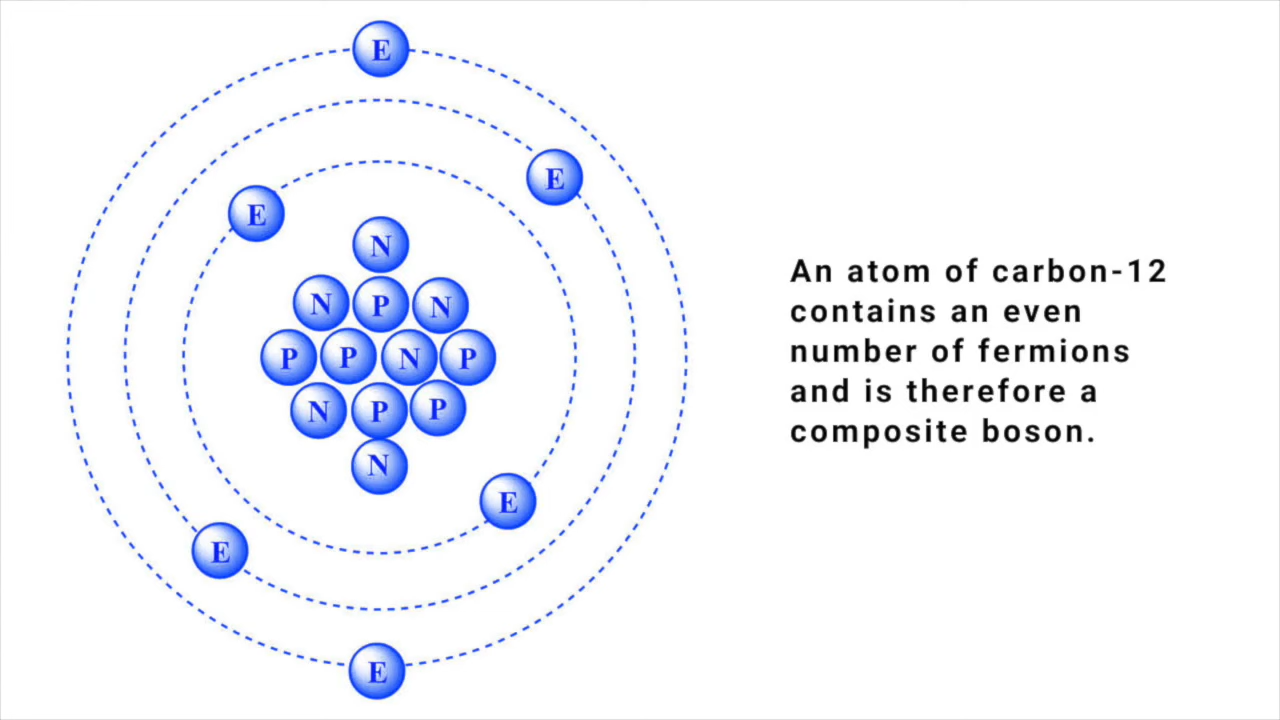 E
E
E
N
N P N
P P N P
N P P
N
E
E
E
An atom of carbon-12
contains an even
number of fermions
and is therefore a
composite boson.